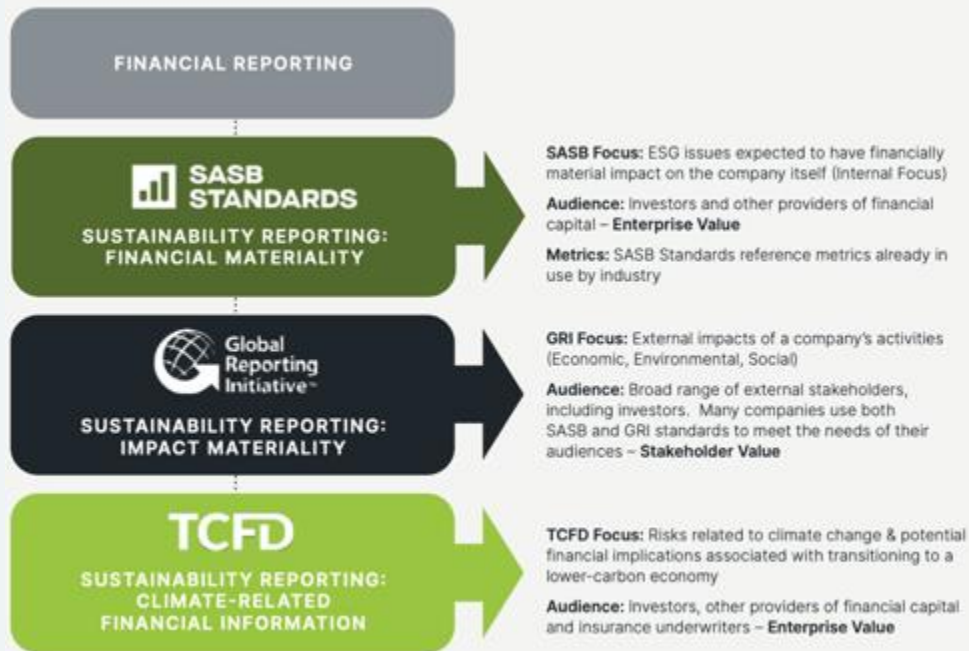 FINANCIAL REPORTING
SASB
STANDARDS
SUSTAINABILITY REPORTING:
FINANCIAL MATERIALITY
SASB Focus: ESG issues expected to have financially
material impact on the company itself (Internal Focus)
Audience: Investors and other providers of financial
capital – Enterprise Value
Metrics: SASB Standards reference metrics already in
use by industry
Global
Reporting
Initiative™
SUSTAINABILITY REPORTING:
IMPACT MATERIALITY
GRI Focus: External impacts of a company's activities
(Economic, Environmental, Social)
Audience: Broad range of external stakeholders,
including investors. Many companies use both
SASB and GRI standards to meet the needs of their
audiences – Stakeholder Value
TCFD
SUSTAINABILITY REPORTING:
CLIMATE-RELATED
FINANCIAL INFORMATION
TCFD Focus: Risks related to climate change & potential
financial implications associated with transitioning to a
lower-carbon economy
Audience: Investors, other providers of financial capital
and insurance underwriters – Enterprise Value